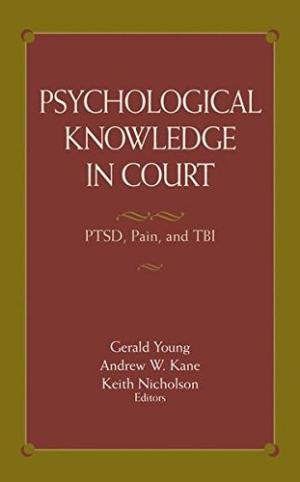 PSYCHOLOGICAL
KNOWLEDGE
IN COURT
PTSD, Pain, and TBI
Gerald Young
Andrew W. Kane
Keith Nicholson
Editors